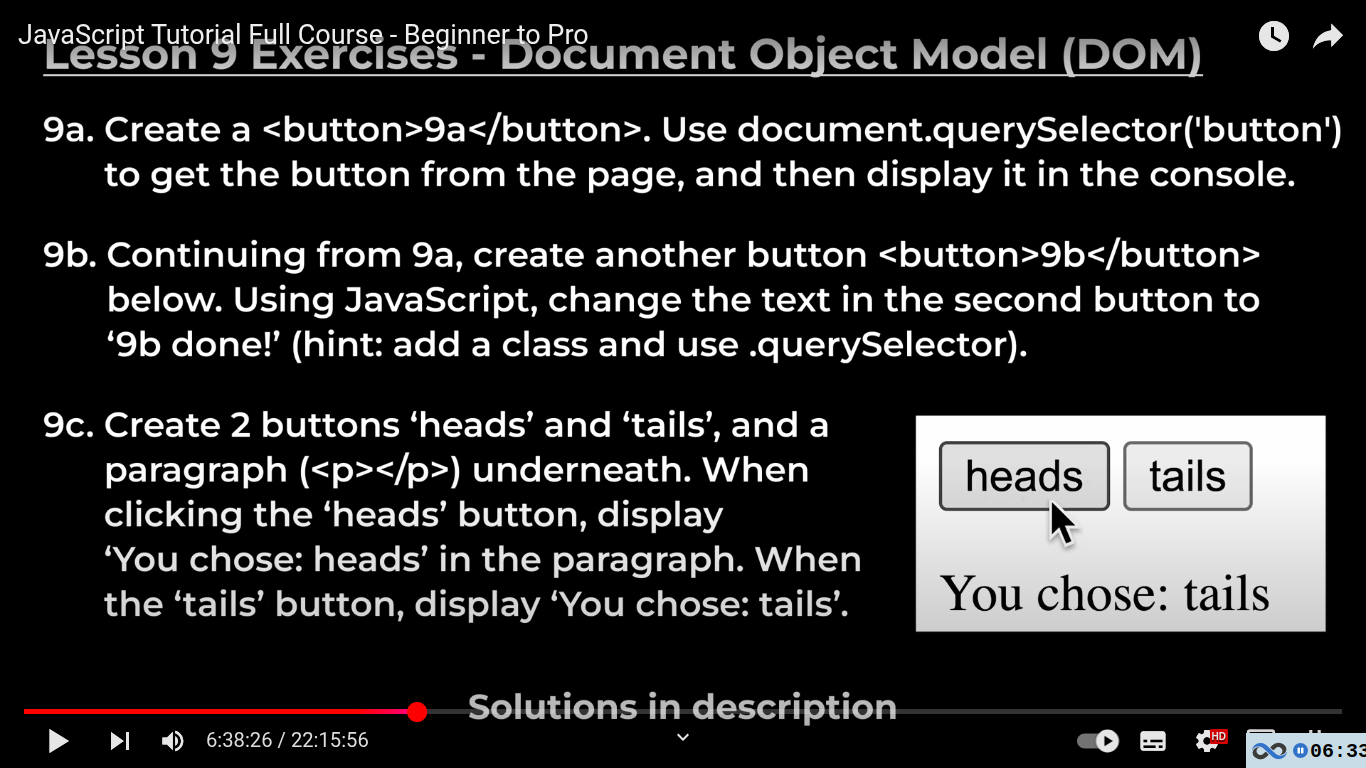 JavaScript Tutorial Full Course - Beginner to Pro
Lesson 9 Exercises - Document Object Model (DOM)
9a. Create a <button>9a</button>. Use document.querySelector('button')
to get the button from the page, and then display it in the console.
9b. Continuing from 9a, create another button <button>9b</button>
below. Using JavaScript, change the text in the second button to
‘9b done!’ (hint: add a class and use .querySelector).
9c. Create 2 buttons ‘heads’ and ‘tails’, and a
paragraph (<p></p>) underneath. When
clicking the ‘heads’ button, display
‘You chose: heads’ in the paragraph. When
the ‘tails’ button, display ‘You chose: tails’.
heads tails
You chose: tails
Solutions in description
6:38:26 / 22:15:56
HD
06:33